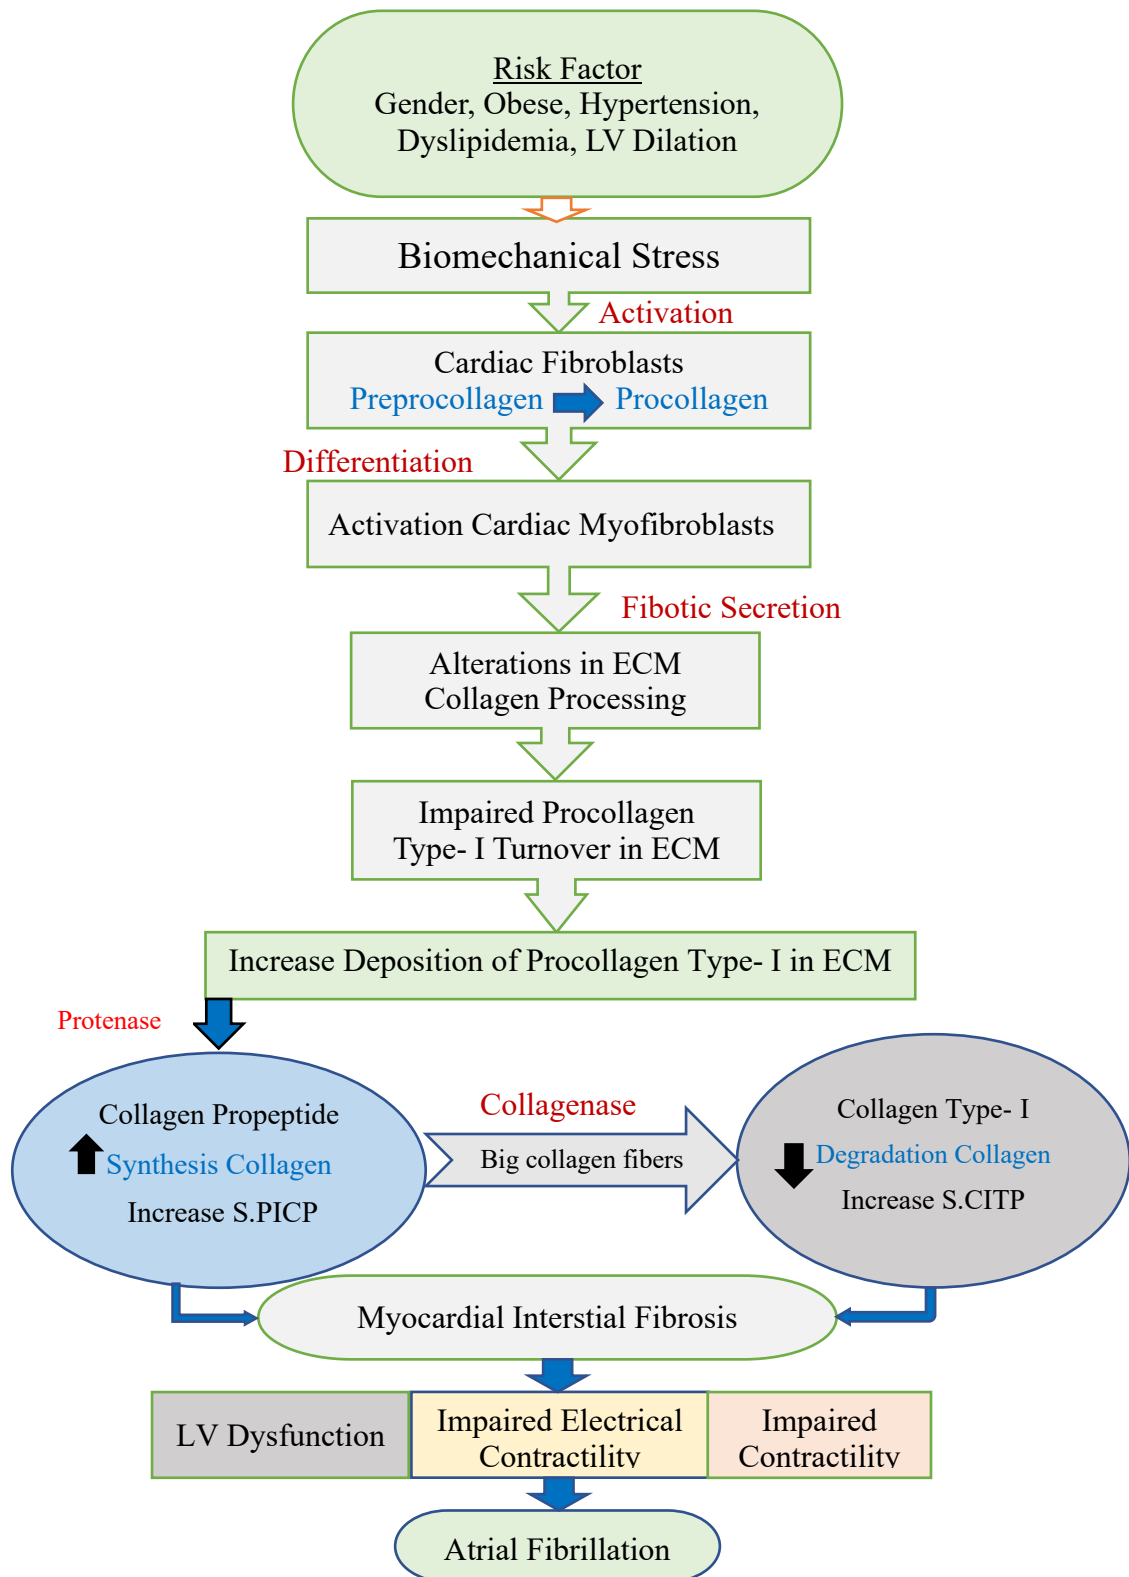 Risk Factor
Gender, Obese, Hypertension,
Dyslipidemia, LV Dilation
Biomechanical Stress
Activation
Cardiac Fibroblasts
Preprocollagen Procollagen
Differentiation
Activation Cardiac Myofibroblasts
Fibotic Secretion
Alterations in ECM
Collagen Processing
Impaired Procollagen
Type- I Turnover in ECM
Increase Deposition of Procollagen Type- I in ECM
Protenase
Collagen Propeptide
Synthesis Collagen
Increase S.PICP
Collagenase
Big collagen fibers
Collagen Type- I
Degradation Collagen
Increase S.CITP
Myocardial Interstial Fibrosis
LV Dysfunction
Impaired Electrical
Contractility
Impaired
Contractility
Atrial Fibrillation